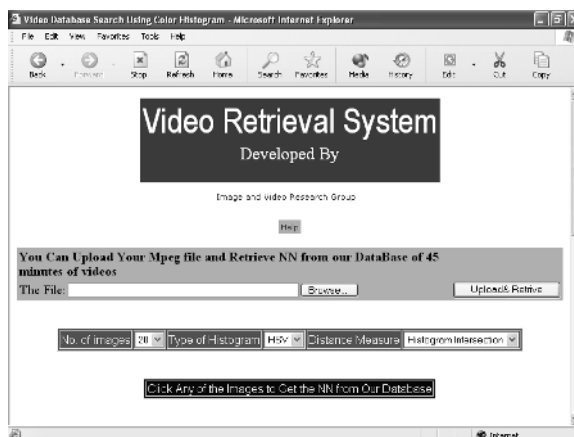 Video Database Search Using Color Histogram - Microsoft Internet Explorer
File Edit View Favorites Tools Help
Back Forward Stop Refresh Home Search Favorites Media History Edit Cut Copy
Video Retrieval System
Developed By
Image and Video Research Group
Help
You Can Upload Your Mpeg file and Retrieve NN from our DataBase of 45
minutes of videos
The File: Browse... Upload& Retrive
No. of images 20 Type of Histogram HSV Distance Measure Histogram Intersection
Click Any of the Images to Get the NN from Our Database
Internet